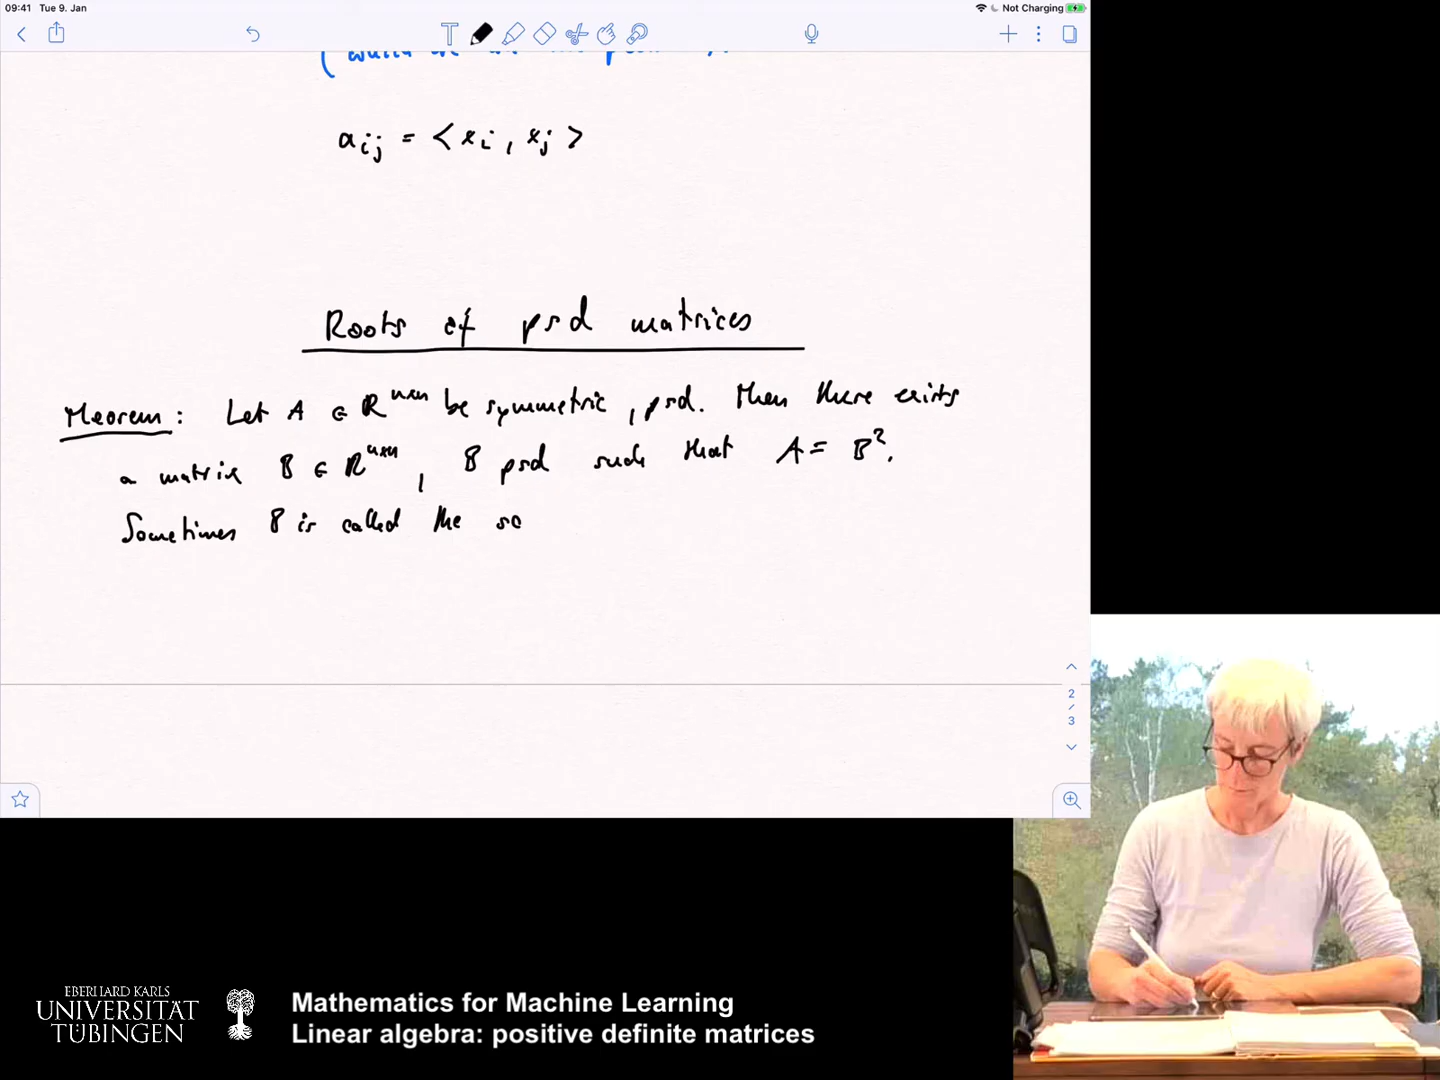 09:41 Tue 9. Jan
Not Charging
a_ij = < x_i , x_j >
Roots of psd matrices
Theorem : Let A ∈ R^nxn be symmetric , psd. Then there exists
a matrix B ∈ R^nxn , B psd such that A = B².
Sometimes B is called the sq
2
/
3
EBERHARD KARLS
UNIVERSITÄT
TÜBINGEN
Mathematics for Machine Learning
Linear algebra: positive definite matrices